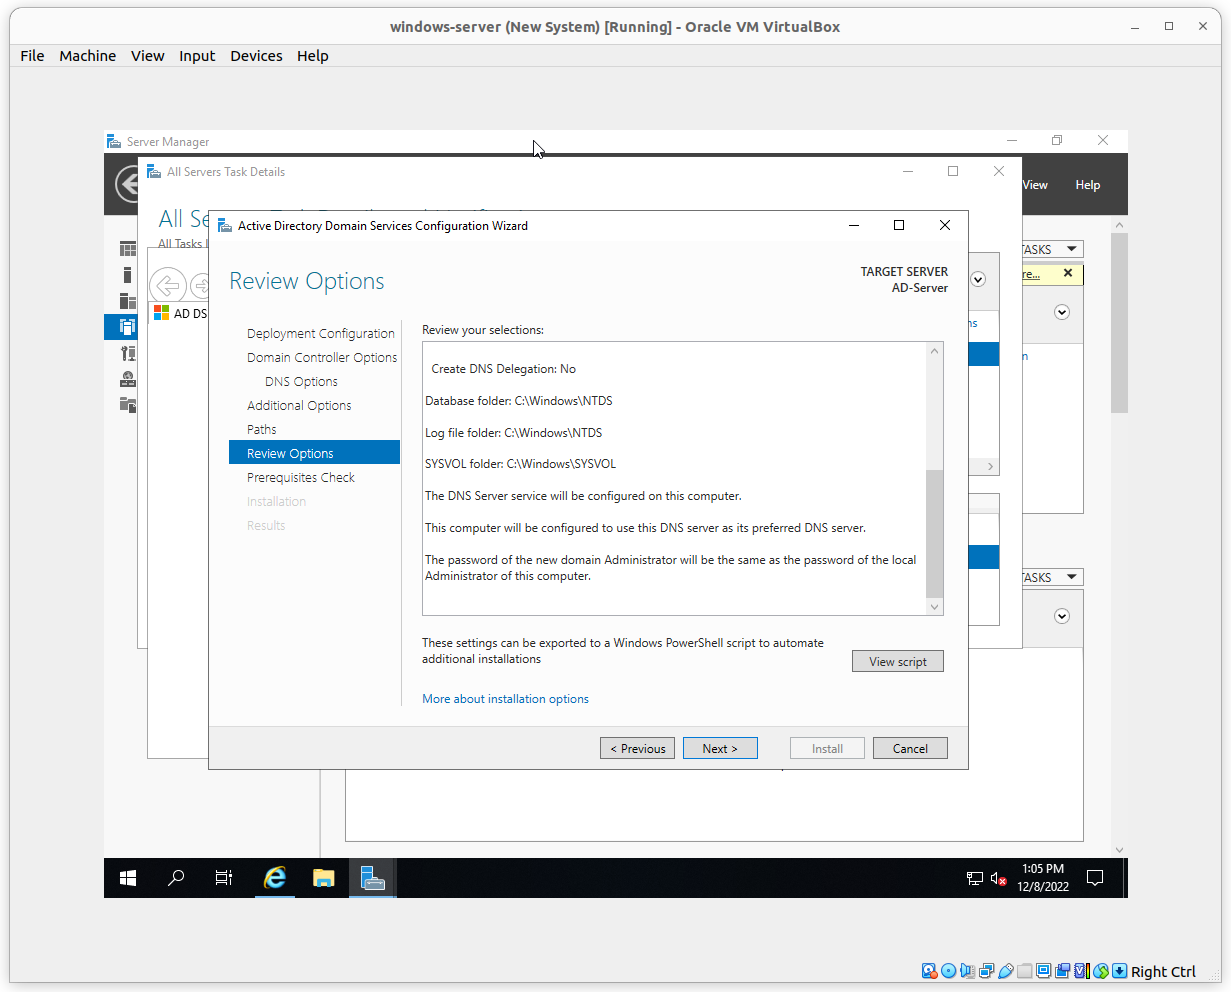 windows-server (New System) [Running] - Oracle VM VirtualBox
File Machine View Input Devices Help
Server Manager
All Servers Task Details
View Help
All Se
All Tasks
Active Directory Domain Services Configuration Wizard
Review Options
TARGET SERVER
AD-Server
AD DS
Deployment Configuration
Domain Controller Options
DNS Options
Additional Options
Paths
Review Options
Prerequisites Check
Installation
Results
Review your selections:
Create DNS Delegation: No
Database folder: C:\Windows\NTDS
Log file folder: C:\Windows\NTDS
SYSVOL folder: C:\Windows\SYSVOL
The DNS Server service will be configured on this computer.
This computer will be configured to use this DNS server as its preferred DNS server.
The password of the new domain Administrator will be the same as the password of the local
Administrator of this computer.
These settings can be exported to a Windows PowerShell script to automate
additional installations
View script
More about installation options
< Previous Next > Install Cancel
TASKS
re...
ns
n
TASKS
1:05 PM
12/8/2022
Right Ctrl